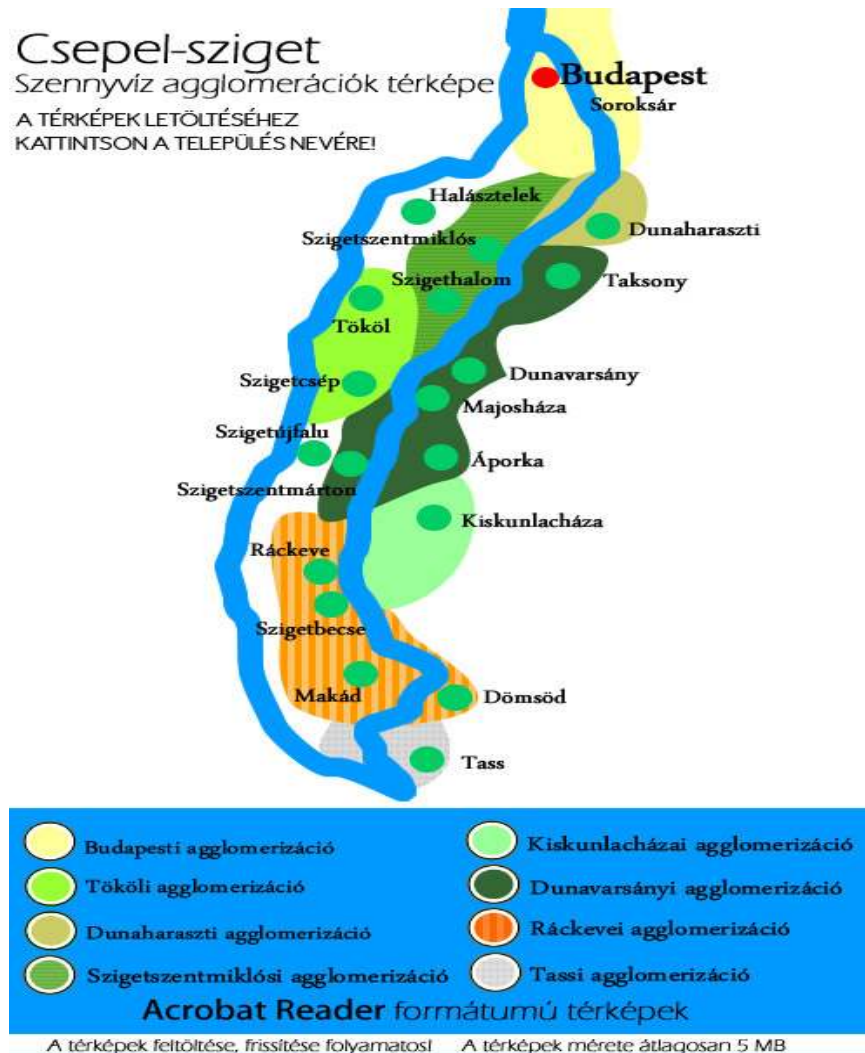 Csepel-sziget
Szennyvíz agglomerációk térképe
A TÉRKÉPEK LETÖLTÉSÉHEZ
KATTINTSON A TELEPÜLÉS NEVÉRE!
Budapest
Soroksár
Halásztelek
Szigetszentmiklós
Dunaharaszti
Szigethalom
Taksony
Tököl
Szigetcsép
Dunavarsány
Majosháza
Szigetújfalu
Áporka
Szigetszentmárton
Kiskunlacháza
Ráckeve
Szigetbecse
Makád
Dömsöd
Tass
Budapesti agglomerizáció
Tököli agglomerizáció
Dunaharaszti agglomerizáció
Szigetszentmiklósi agglomerizáció
Kiskunlacházai agglomerizáció
Dunavarsányi agglomerizáció
Ráckevei agglomerizáció
Tassi agglomerizáció
Acrobat Reader formátumú térképek
A térképek feltöltése, frissítése folyamatos! A térképek mérete átlagosan 5 MB